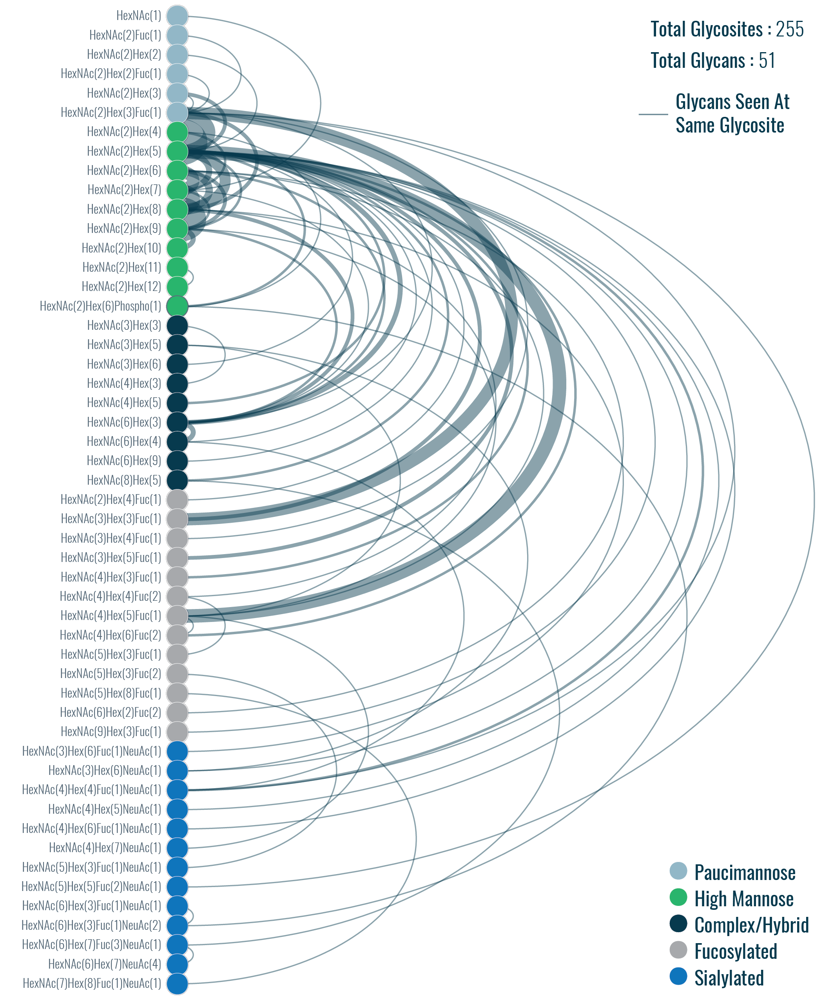 HexNAc(1)
HexNAc(2)Fuc(1)
HexNAc(2)Hex(2)
HexNAc(2)Hex(2)Fuc(1)
HexNAc(2)Hex(3)
HexNAc(2)Hex(3)Fuc(1)
HexNAc(2)Hex(4)
HexNAc(2)Hex(5)
HexNAc(2)Hex(6)
HexNAc(2)Hex(7)
HexNAc(2)Hex(8)
HexNAc(2)Hex(9)
HexNAc(2)Hex(10)
HexNAc(2)Hex(11)
HexNAc(2)Hex(12)
HexNAc(2)Hex(6)Phospho(1)
HexNAc(3)Hex(3)
HexNAc(3)Hex(5)
HexNAc(3)Hex(6)
HexNAc(4)Hex(3)
HexNAc(4)Hex(5)
HexNAc(6)Hex(3)
HexNAc(6)Hex(4)
HexNAc(6)Hex(9)
HexNAc(8)Hex(5)
HexNAc(2)Hex(4)Fuc(1)
HexNAc(3)Hex(3)Fuc(1)
HexNAc(3)Hex(4)Fuc(1)
HexNAc(3)Hex(5)Fuc(1)
HexNAc(4)Hex(3)Fuc(1)
HexNAc(4)Hex(4)Fuc(2)
HexNAc(4)Hex(5)Fuc(1)
HexNAc(4)Hex(6)Fuc(2)
HexNAc(5)Hex(3)Fuc(1)
HexNAc(5)Hex(3)Fuc(2)
HexNAc(5)Hex(8)Fuc(1)
HexNAc(6)Hex(2)Fuc(2)
HexNAc(9)Hex(3)Fuc(1)
HexNAc(3)Hex(6)Fuc(1)NeuAc(1)
HexNAc(3)Hex(6)NeuAc(1)
HexNAc(4)Hex(4)Fuc(1)NeuAc(1)
HexNAc(4)Hex(5)NeuAc(1)
HexNAc(4)Hex(6)Fuc(1)NeuAc(1)
HexNAc(4)Hex(7)NeuAc(1)
HexNAc(5)Hex(3)Fuc(1)NeuAc(1)
HexNAc(5)Hex(5)Fuc(2)NeuAc(1)
HexNAc(6)Hex(3)Fuc(1)NeuAc(1)
HexNAc(6)Hex(3)Fuc(1)NeuAc(2)
HexNAc(6)Hex(7)Fuc(3)NeuAc(1)
HexNAc(6)Hex(7)NeuAc(4)
HexNAc(7)Hex(8)Fuc(1)NeuAc(1)
Total Glycosites : 255
Total Glycans : 51
Glycans Seen At
Same Glycosite
Paucimannose
High Mannose
Complex/Hybrid
Fucosylated
Sialylated